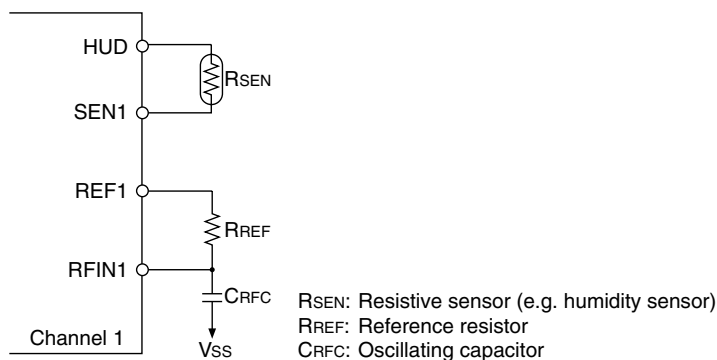 HUD
RSEN
SEN1
REF1
RREF
RFIN1
CRFC
Channel 1
VSS
RSEN: Resistive sensor (e.g. humidity sensor)
RREF: Reference resistor
CRFC: Oscillating capacitor